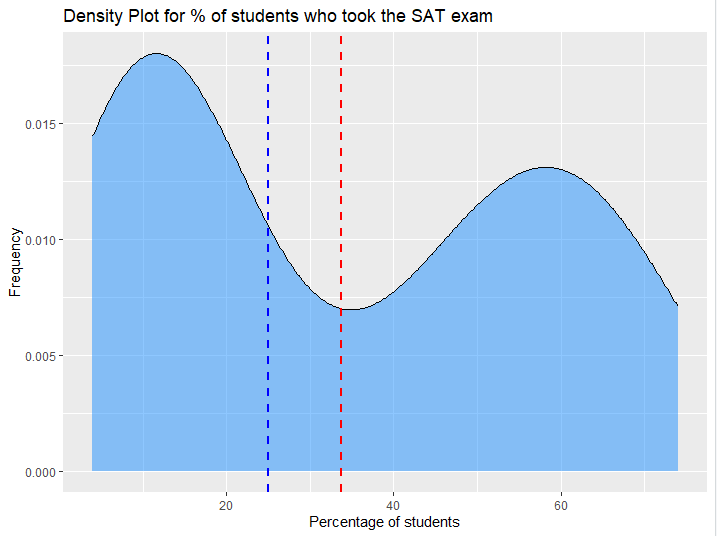 Density Plot for % of students who took the SAT exam
0.015
0.010
0.005
0.000
Frequency
20 40 60
Percentage of students